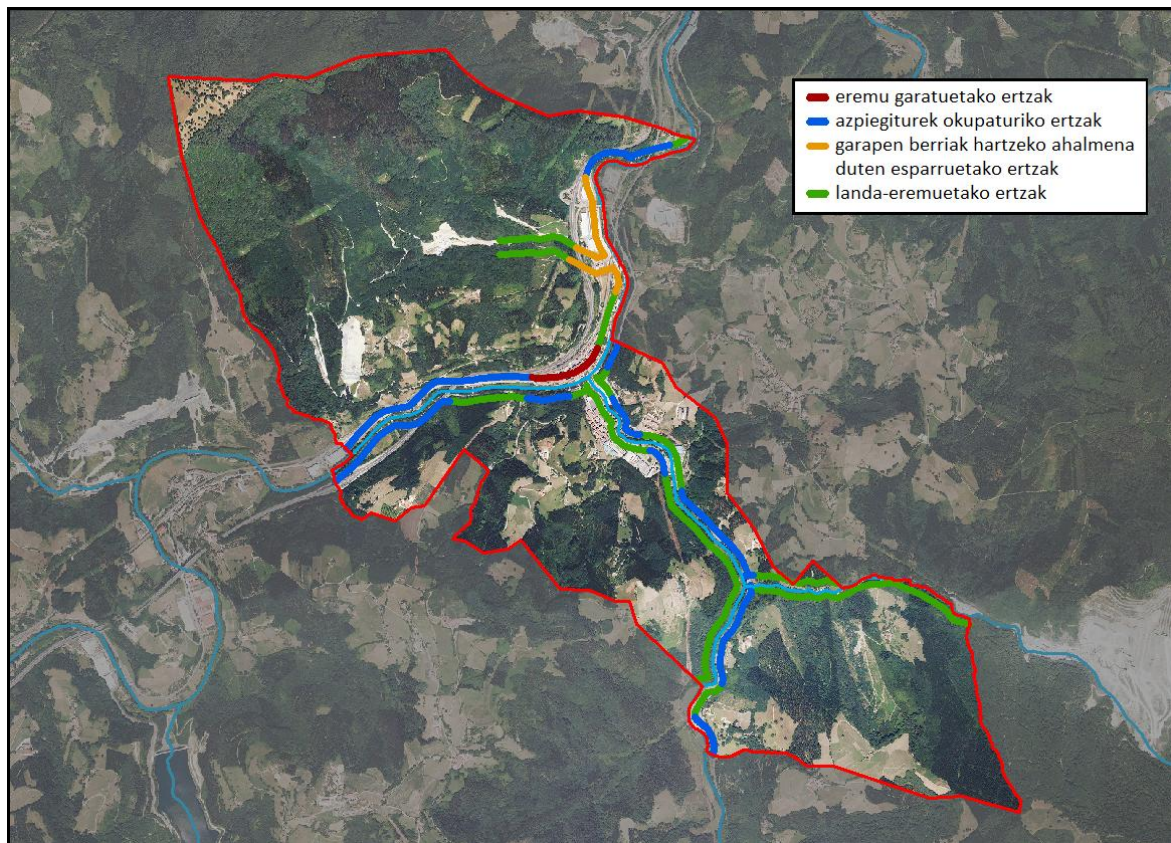 eremu garatuetako ertzak
azpiegiturek okupaturiko ertzak
garapen berriak hartzeko ahalmena
duten esparruetako ertzak
landa-eremuetako ertzak